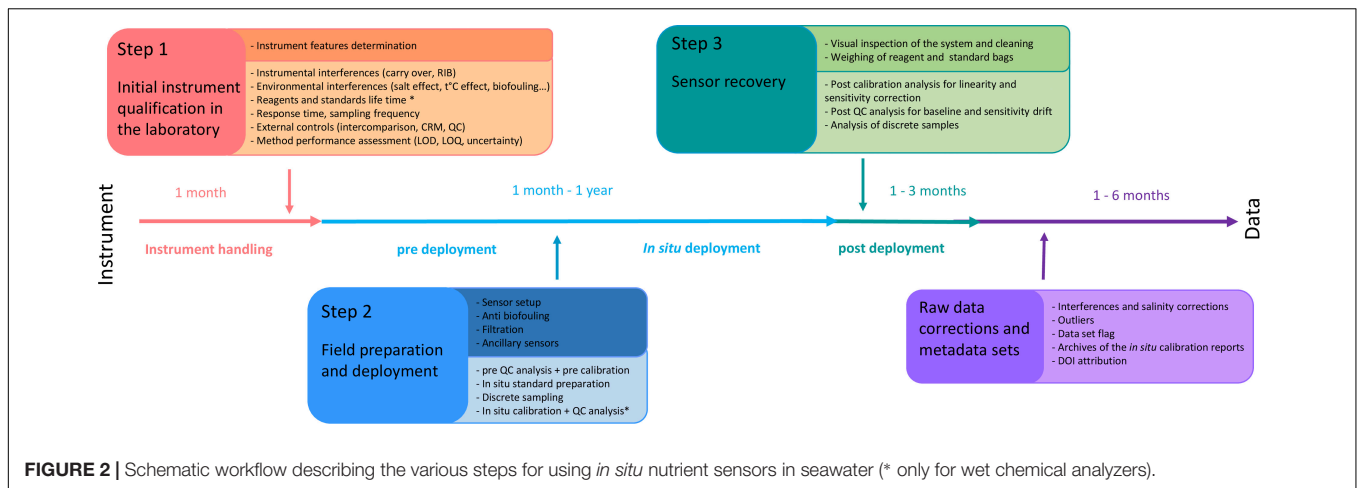 Step 1
Initial instrument
qualification in
the laboratory
- Instrument features determination
- Instrumental interferences (carry over, RIB)
- Environmental interferences (salt effect, t°C effect, biofouling...)
- Reagents and standards life time *
- Response time, sampling frequency
- External controls (intercomparison, CRM, QC)
- Method performance assessment (LOD, LOQ, uncertainty)
Step 3
Sensor recovery
- Visual inspection of the system and cleaning
- Weighing of reagent and standard bags
- Post calibration analysis for linearity and
sensitivity correction
- Post QC analysis for baseline and sensitivity drift
- Analysis of discrete samples
Instrument
1 month
1 month - 1 year
1 - 3 months
1 - 6 months
Data
Instrument handling
pre deployment
In situ deployment
post deployment
Step 2
Field preparation
and deployment
- Sensor setup
- Anti biofouling
- Filtration
- Ancillary sensors
- pre QC analysis + pre calibration
- In situ standard preparation
- Discrete sampling
- In situ calibration + QC analysis*
Raw data
corrections and
metadata sets
- Interferences and salinity corrections
- Outliers
- Data set flag
- Archives of the in situ calibration reports
- DOI attribution
FIGURE 2 | Schematic workflow describing the various steps for using in situ nutrient sensors in seawater (* only for wet chemical analyzers).